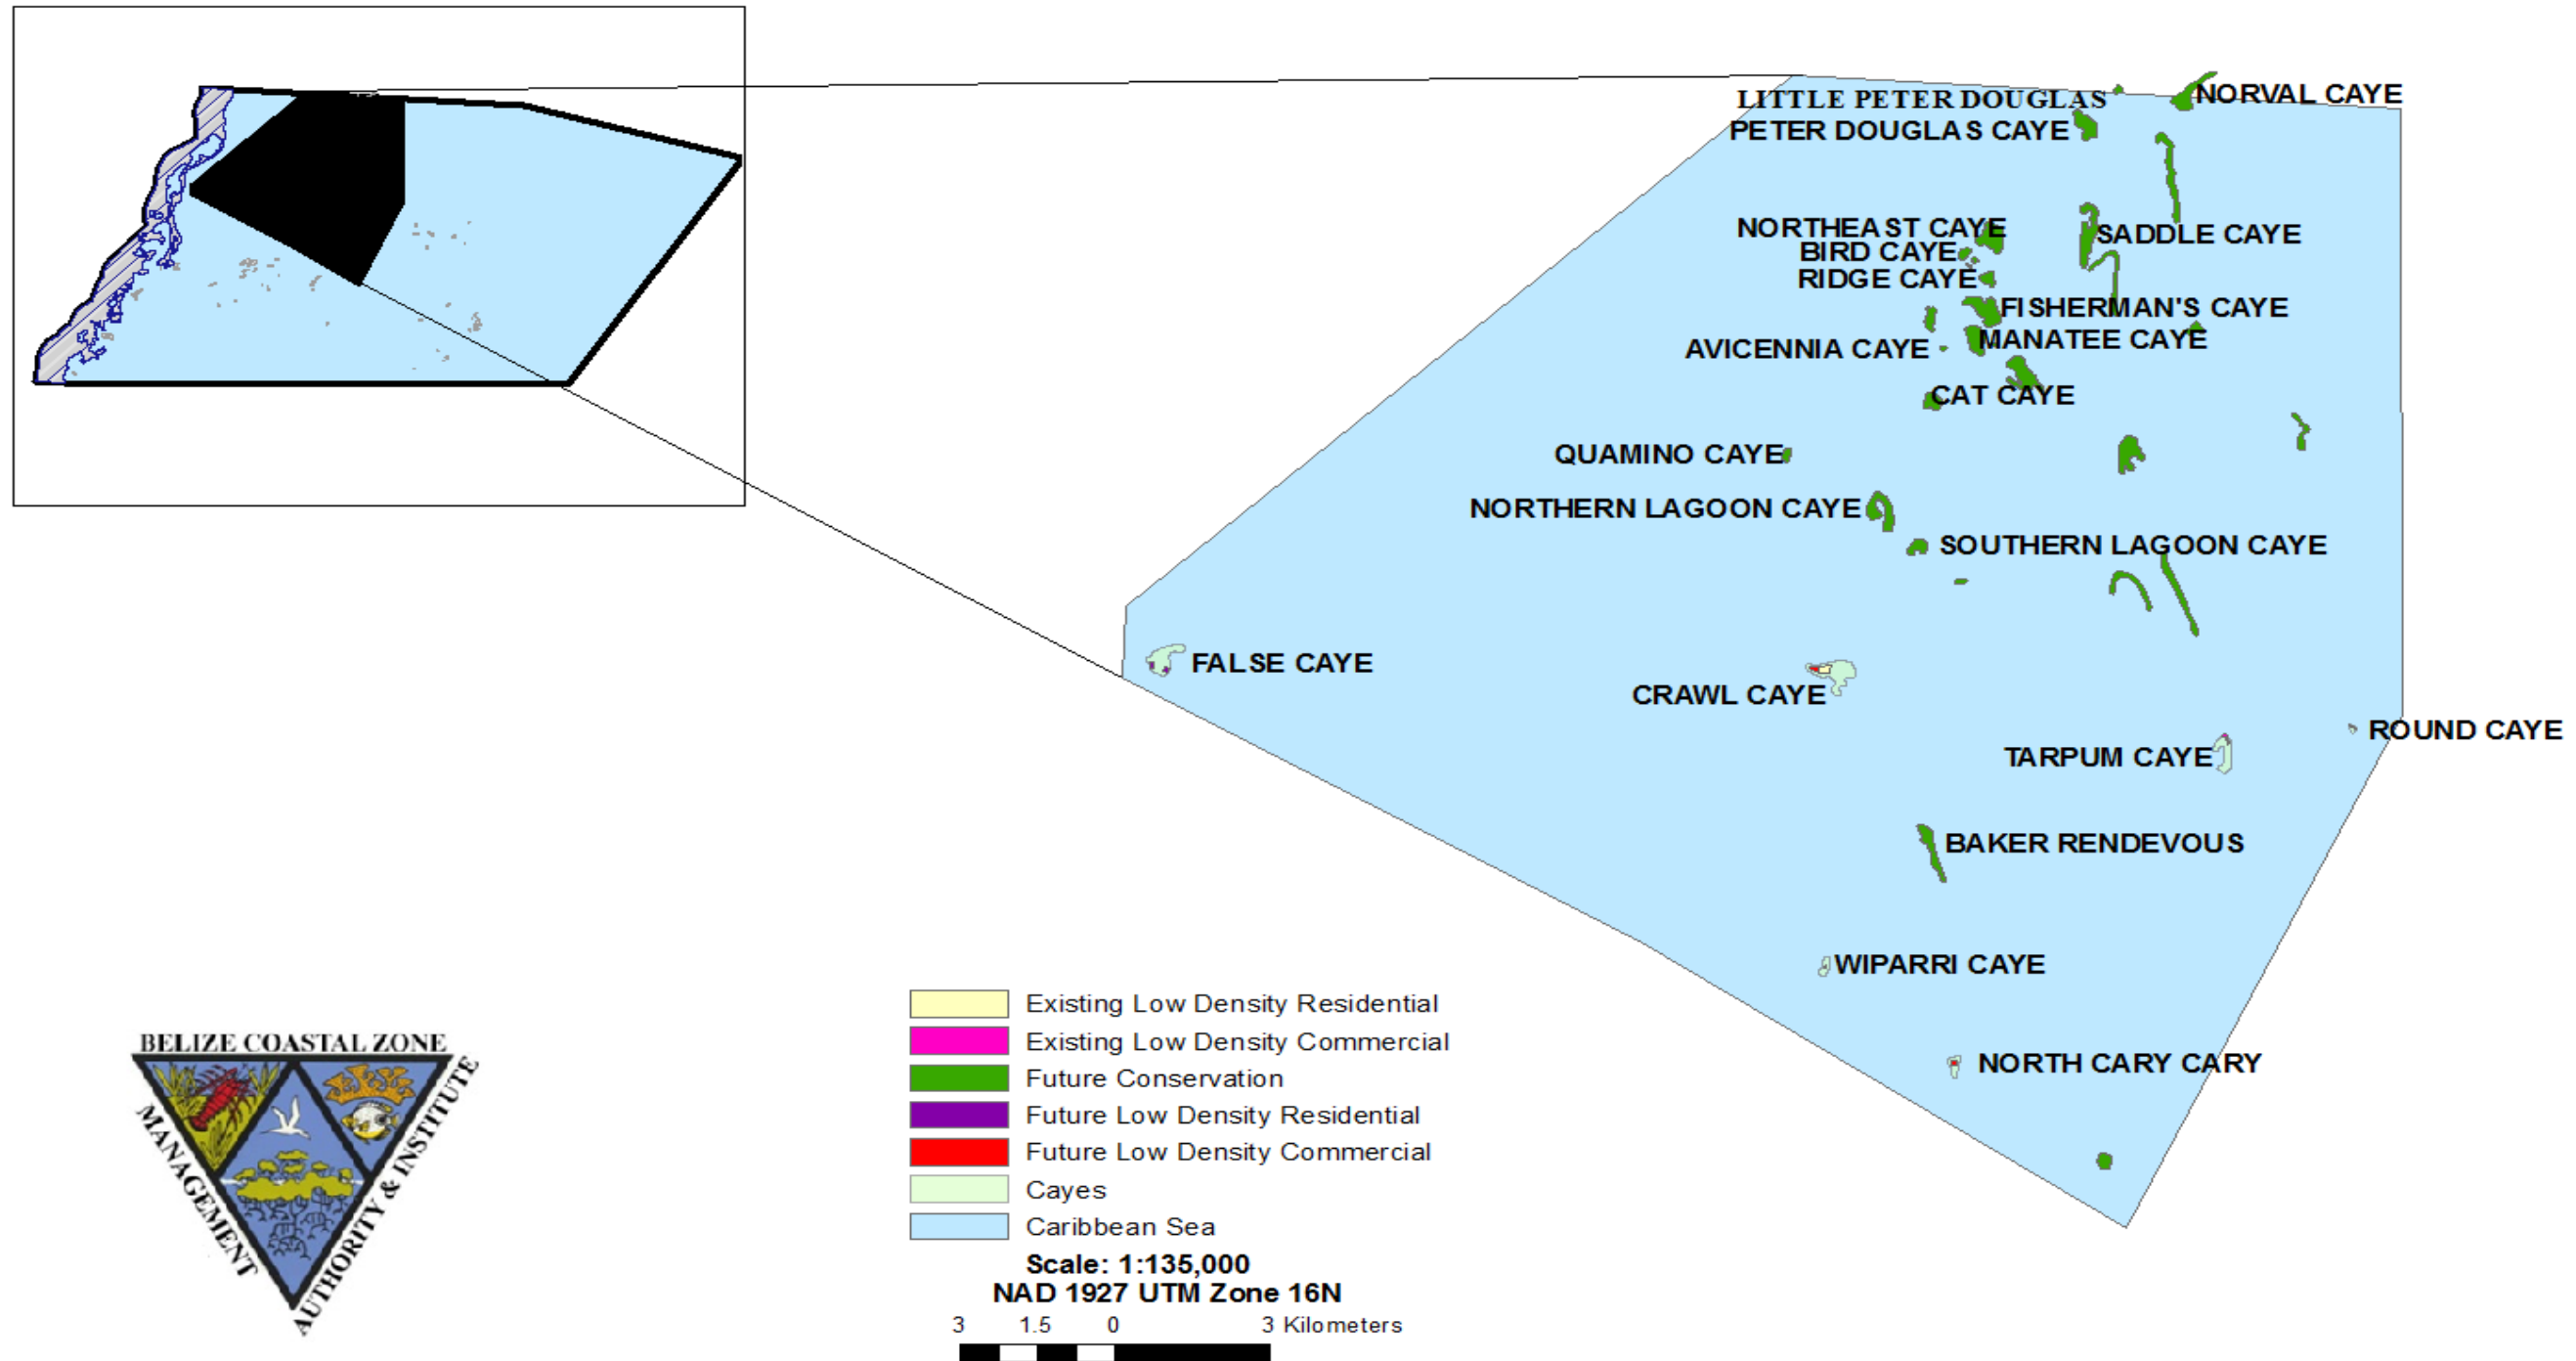 LITTLE PETER DOUGLAS
NORVAL CAYE
PETER DOUGLAS CAYE
NORTHEAST CAYE
SADDLE CAYE
BIRD CAYE
RIDGE CAYE
FISHERMAN'S CAYE
MANATEE CAYE
AVICENNIA CAYE
CAT CAYE
QUAMINO CAYE
NORTHERN LAGOON CAYE
SOUTHERN LAGOON CAYE
FALSE CAYE
CRAWL CAYE
ROUND CAYE
TARPUM CAYE
BAKER RENDEVOUS
WIPARRI CAYE
NORTH CARY CARY
Existing Low Density Residential
Existing Low Density Commercial
Future Conservation
Future Low Density Residential
Future Low Density Commercial
Cayes
Caribbean Sea
Scale: 1:135,000
NAD 1927 UTM Zone 16N
3 1.5 0 3 Kilometers
BELIZE COASTAL ZONE
MANAGEMENT
AUTHORITY & INSTITUTE